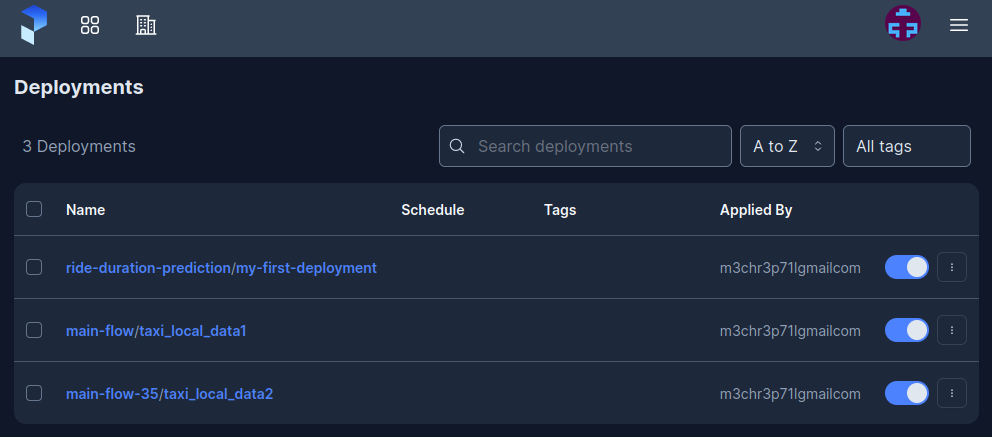 Deployments
3 Deployments
Search deployments
A to Z
All tags
Name Schedule Tags Applied By
ride-duration-prediction/my-first-deployment m3chr3p71lgmailcom
main-flow/taxi_local_data1 m3chr3p71lgmailcom
main-flow-35/taxi_local_data2 m3chr3p71lgmailcom